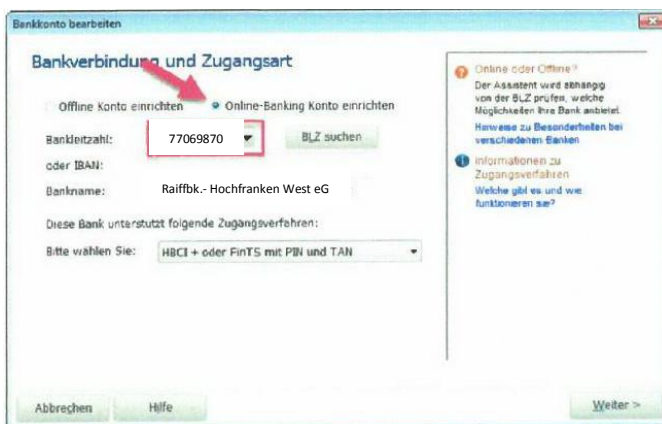 Bankkonto bearbeiten
Bankverbindung und Zugangsart
Offline Konto einrichten
Online-Banking Konto einrichten
Bankleitzahl:
77069870
BLZ suchen
oder IBAN:
Bankname:
Raiffbk.- Hochfranken West eG
Diese Bank unterstutzt folgende Zugangsverfahren:
Bitte wählen Sie:
HBCI + oder FinTS mit PIN und TAN
Online oder Offline?
Der Assistent wird abhängig
von der BLZ prüfen, welche
Möglichkeiten Ihre Bank anbietet.
Hinweise zu Besonderheiten bei
verschiedenen Banken
Informationen zu
Zugangsverfahren
Welche gibt es und wie
funktionieren sie?
Abbrechen
Hilfe
Weiter >